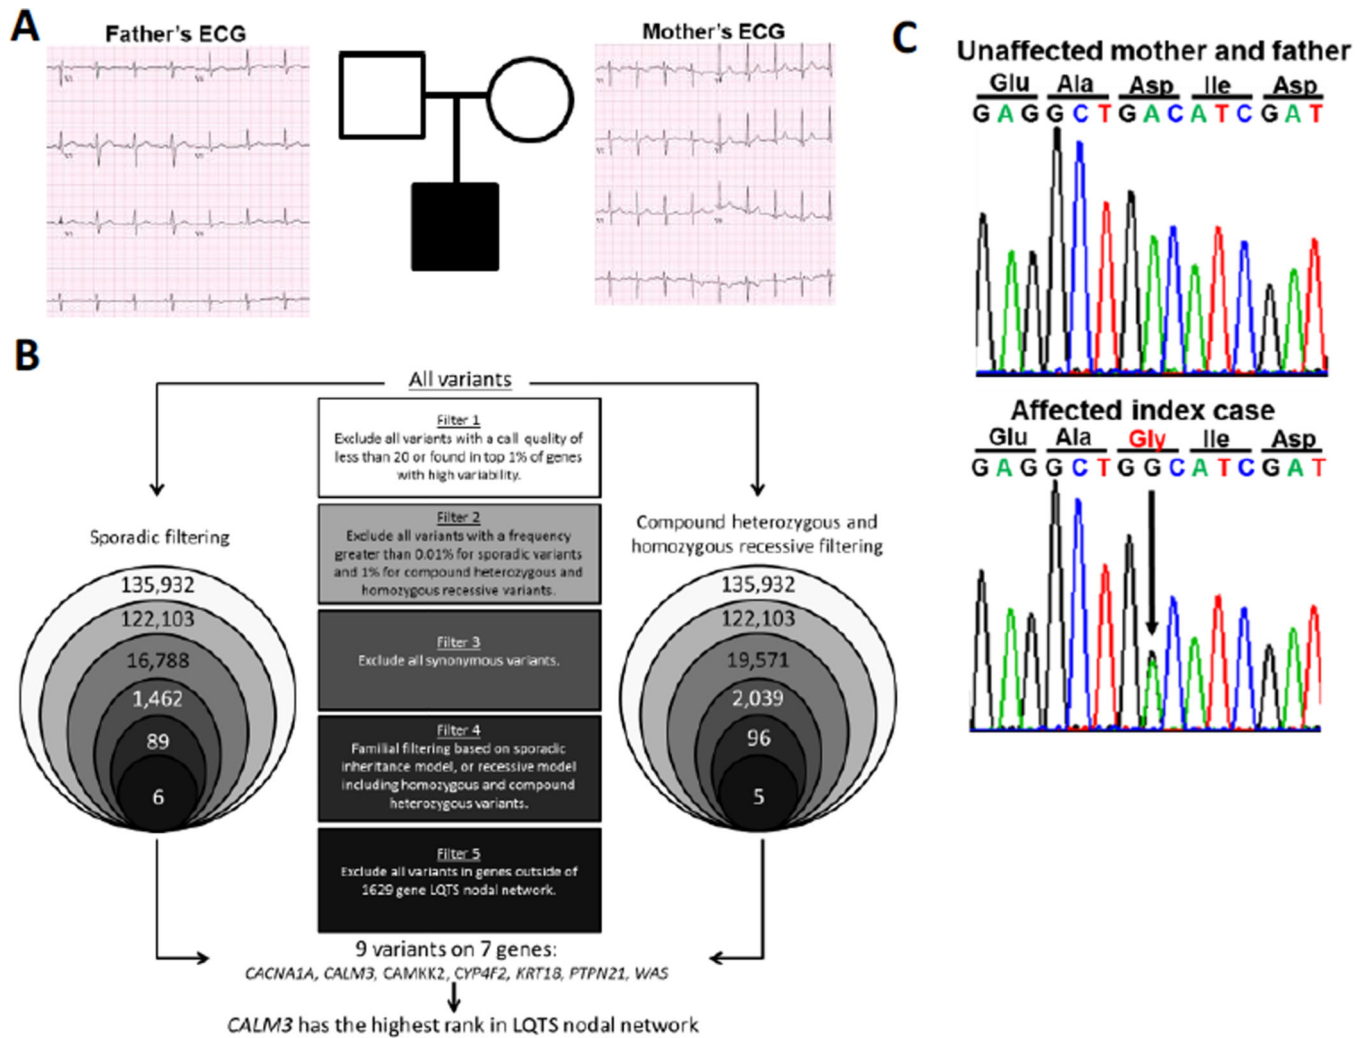 A
Father's ECG
Mother's ECG
B
All variants
Filter 1
Exclude all variants with a call quality of
less than 20 or found in top 1% of genes
with high variability.
Filter 2
Exclude all variants with a frequency
greater than 0.01% for sporadic variants
and 1% for compound heterozygous and
homozygous recessive variants.
Filter 3
Exclude all synonymous variants.
Filter 4
Familial filtering based on sporadic
inheritance model, or recessive model
including homozygous and compound
heterozygous variants.
Filter 5
Exclude all variants in genes outside of
1629 gene LQTS nodal network.
Sporadic filtering
135,932
122,103
16,788
1,462
89
6
Compound heterozygous and
homozygous recessive filtering
135,932
122,103
19,571
2,039
96
5
9 variants on 7 genes:
CACNA1A, CALM3, CAMKK2, CYP4F2, KRT18, PTPN21, WAS
CALM3 has the highest rank in LQTS nodal network
C
Unaffected mother and father
Glu Ala Asp Ile Asp
G A G G C T G A C A T C G A T
Affected index case
Glu Ala Gly Ile Asp
G A G G C T G G C A T C G A T